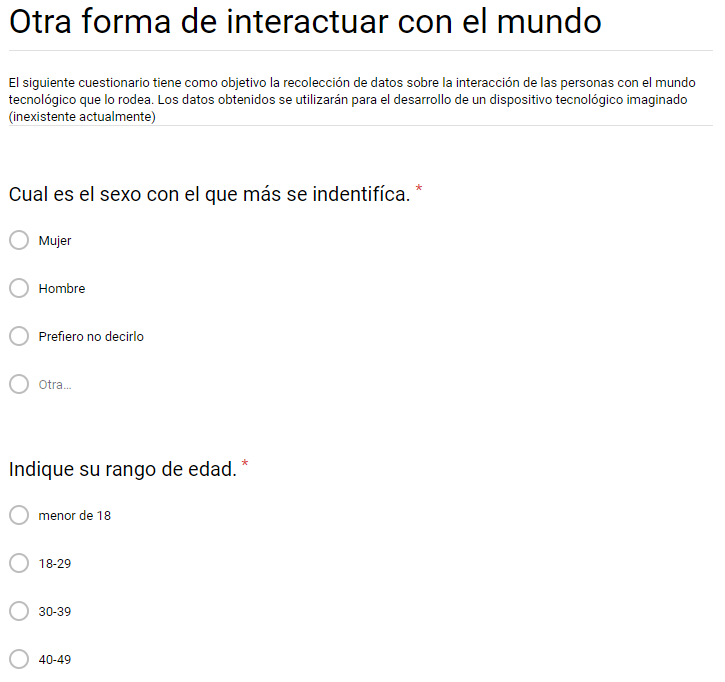 Otra forma de interactuar con el mundo
El siguiente cuestionario tiene como objetivo la recolección de datos sobre la interacción de las personas con el mundo
tecnológico que lo rodea. Los datos obtenidos se utilizarán para el desarrollo de un dispositivo tecnológico imaginado
(inexistente actualmente)
Cual es el sexo con el que más se indentifíca. *
Mujer
Hombre
Prefiero no decirlo
Otra...
Indique su rango de edad. *
menor de 18
18-29
30-39
40-49